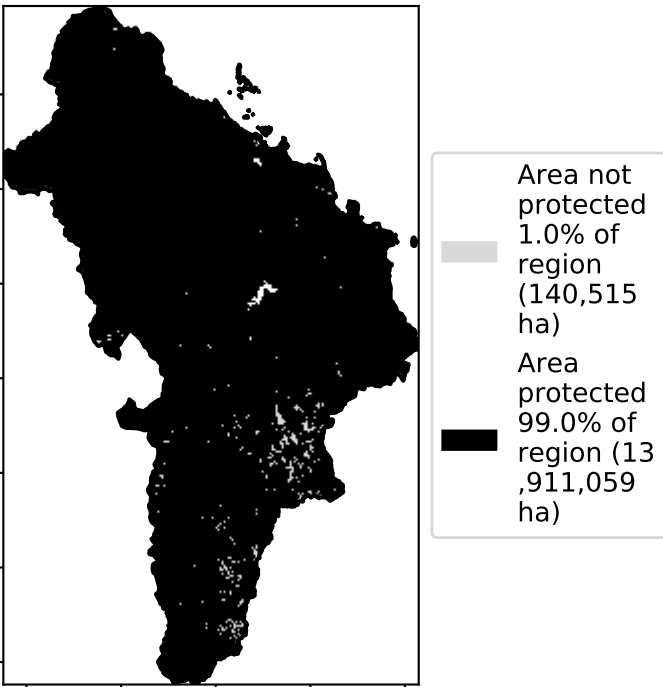 Area not
protected
1.0% of
region
(140,515
ha)
Area
protected
99.0% of
region (13
,911,059
ha)